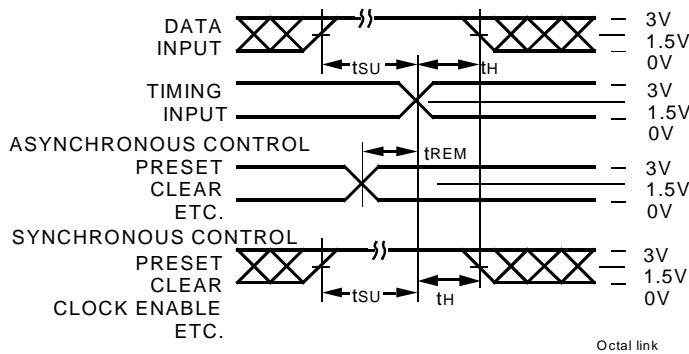 DATA
INPUT
3V
1.5V
0V
tSU
tH
TIMING
INPUT
3V
1.5V
0V
ASYNCHRONOUS CONTROL
PRESET
CLEAR
ETC.
tREM
3V
1.5V
0V
SYNCHRONOUS CONTROL
PRESET
CLEAR
CLOCK ENABLE
ETC.
tSU
tH
3V
1.5V
0V
Octal link